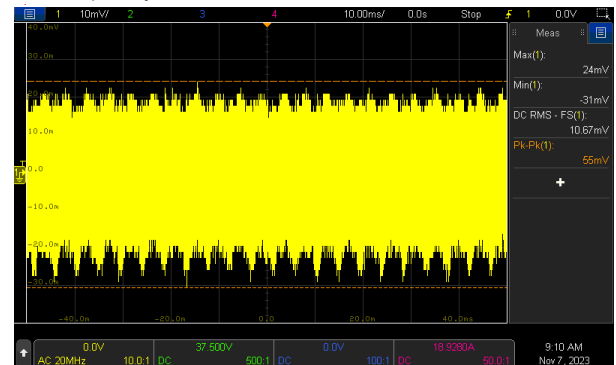 1 10mV/ 2 3 4 10.00ms/ 0.0s Stop 1 0.0V
40.0mV
30.0m
20.0m
10.0m
0.0
-10.0m
-20.0m
-30.0m
-40.0m -20.0m 0.0 20.0m 40.0ms
Meas
Max(1):
24mV
Min(1):
-31mV
DC RMS - FS(1):
10.67mV
Pk-Pk(1):
55mV
+
0.0V 37.500V 0.0V 18.9280A
AC 20MHz 10.0:1 DC 500:1 DC 100:1 DC 50.0:1
9:10 AM
Nov 7, 2023